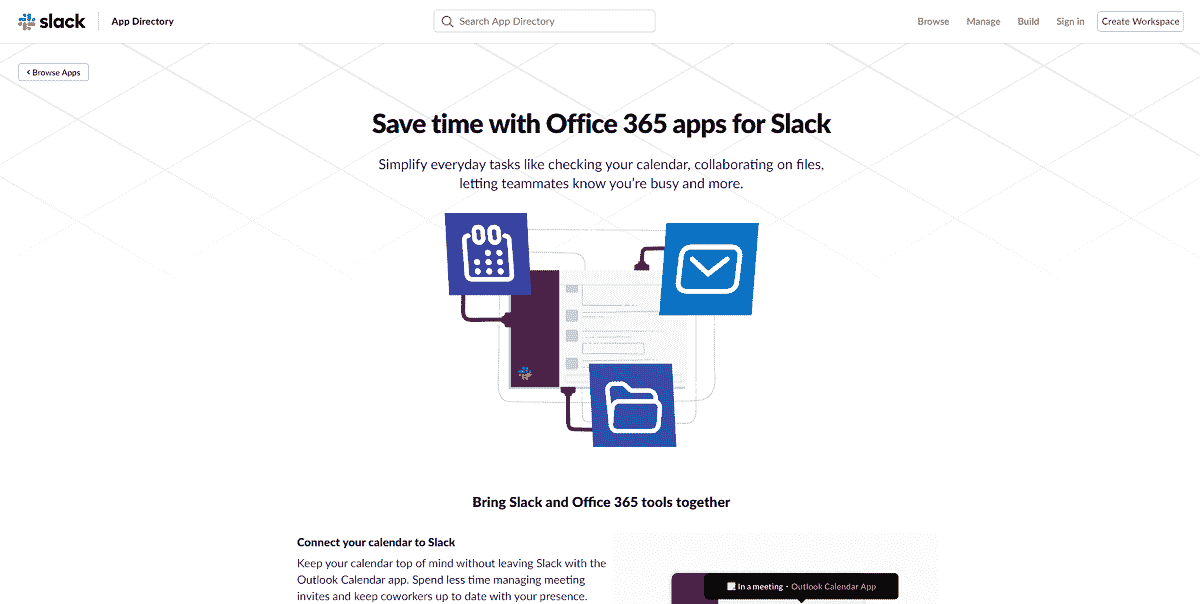 slack App Directory Search App Directory Browse Manage Build Sign in Create Workspace
‹ Browse Apps
Save time with Office 365 apps for Slack
Simplify everyday tasks like checking your calendar, collaborating on files,
letting teammates know you're busy and more.
Bring Slack and Office 365 tools together
Connect your calendar to Slack
Keep your calendar top of mind without leaving Slack with the
Outlook Calendar app. Spend less time managing meeting
invites and keep coworkers up to date with your presence.
In a meeting • Outlook Calendar App